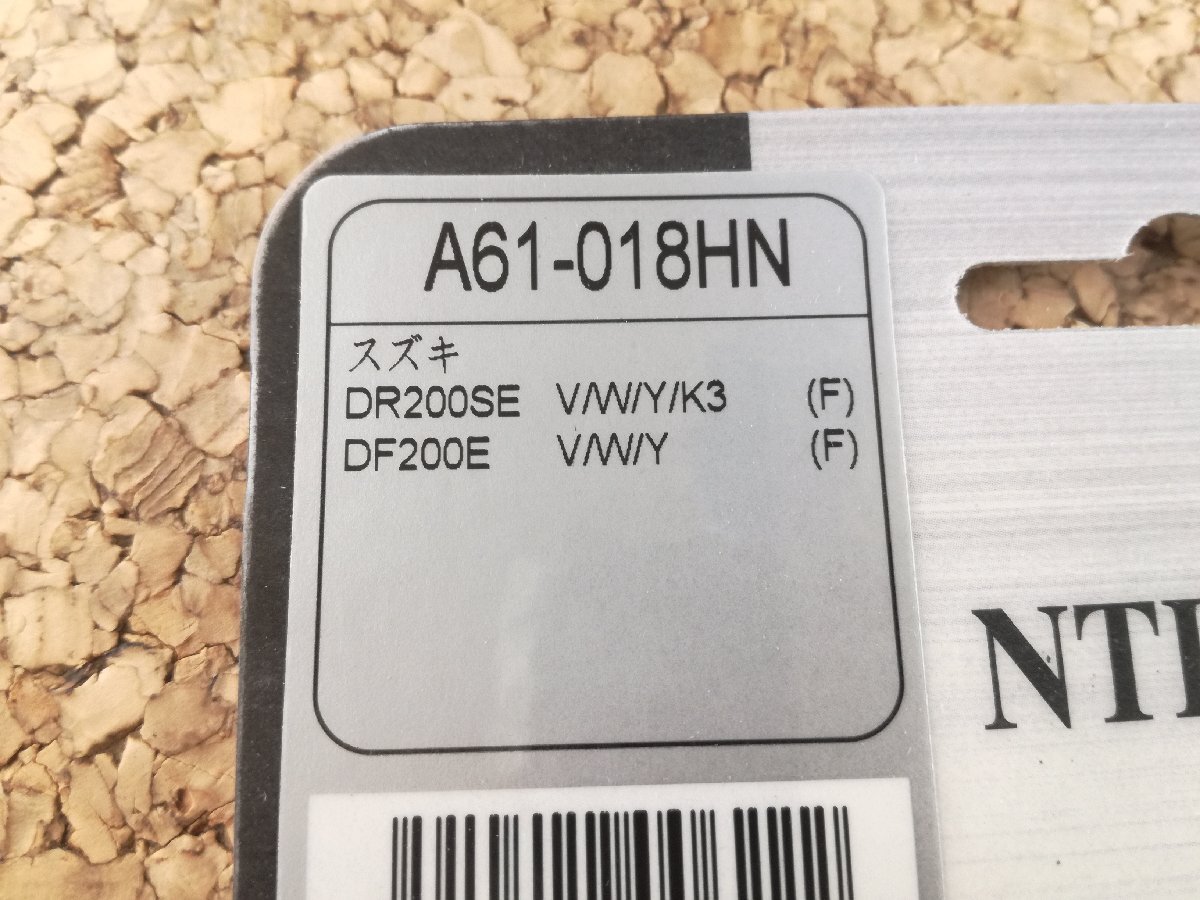 A61-018HN
スズキ
DR200SE V/W/Y/K3 (F)
DF200E V/W/Y (F)